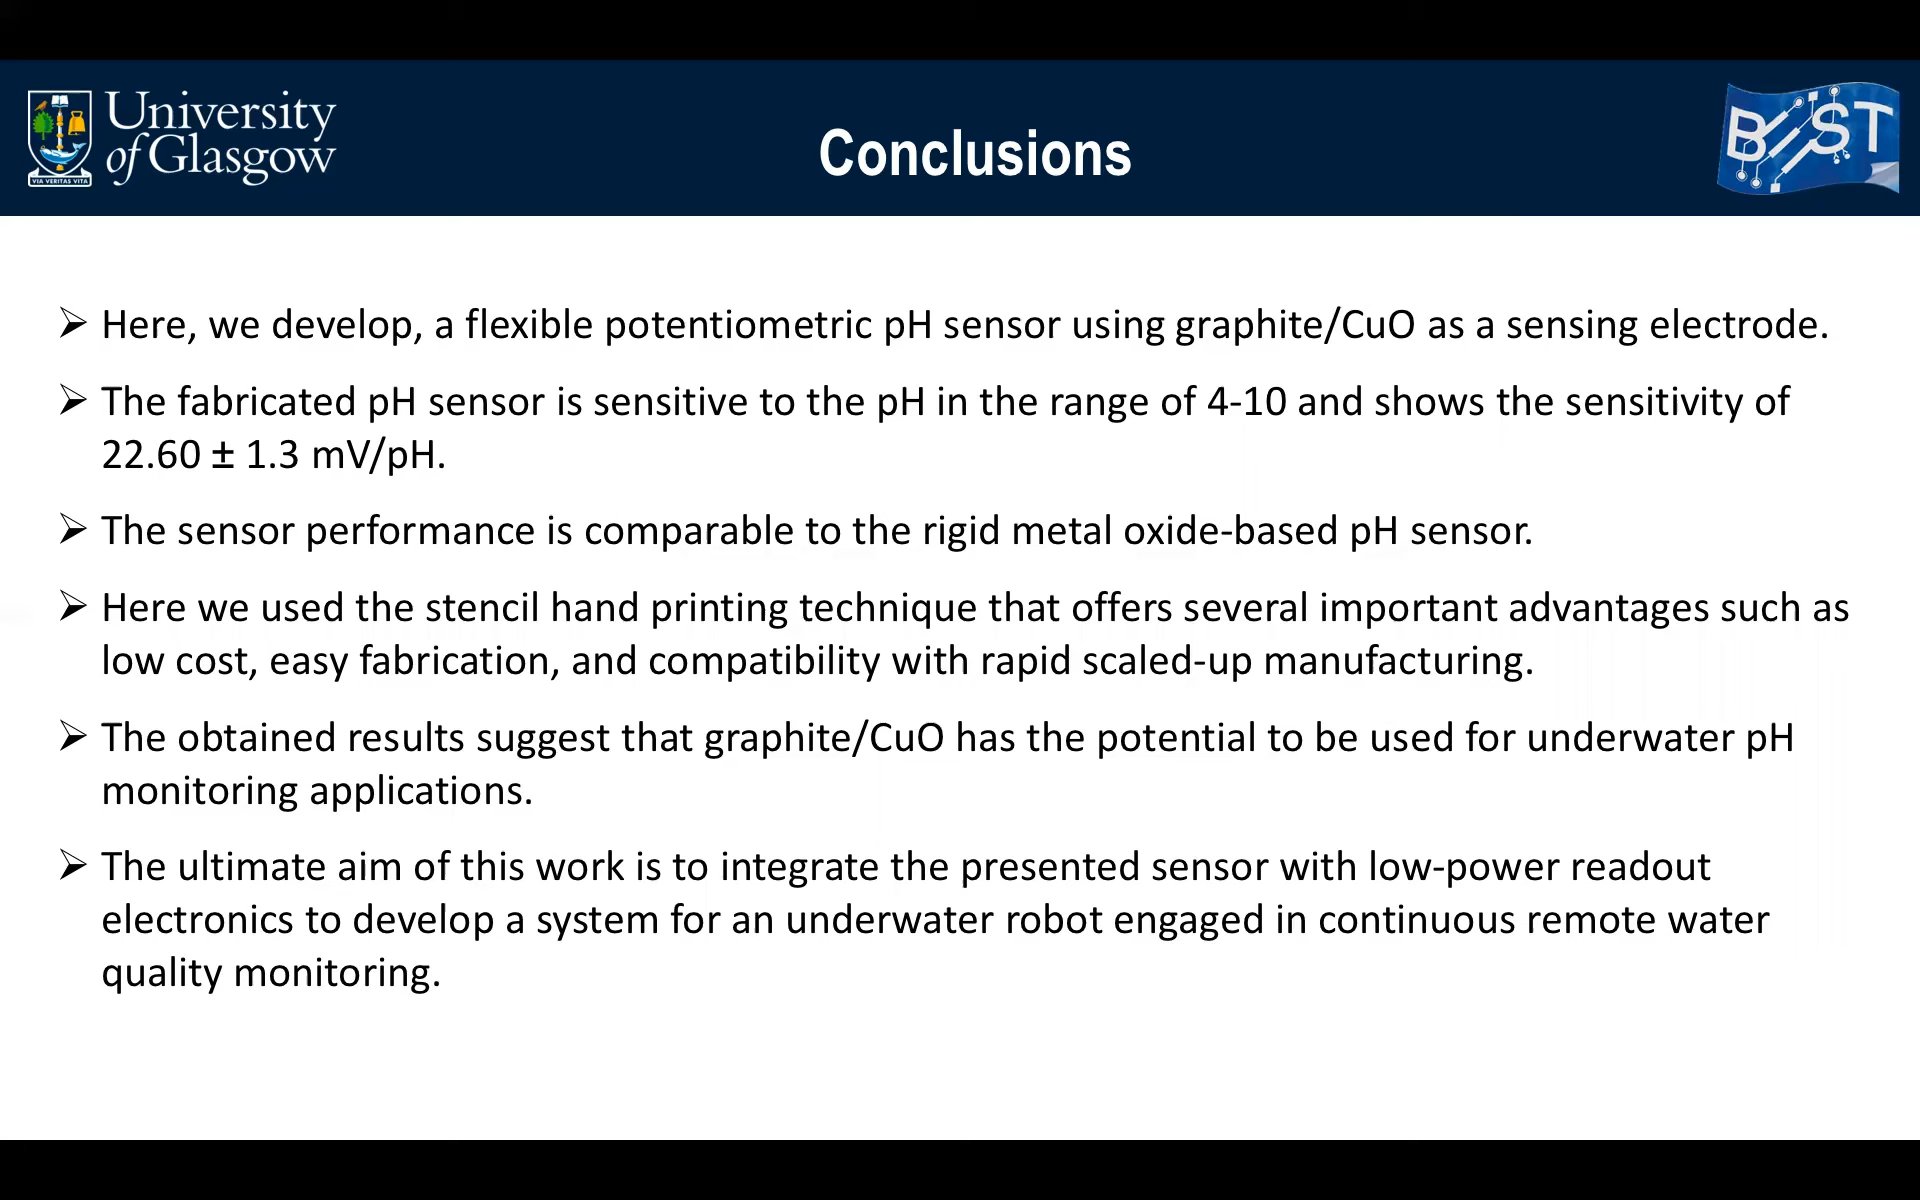 University
of Glasgow
VIA VERITAS VITA
Conclusions
BEST
➢ Here, we develop, a flexible potentiometric pH sensor using graphite/CuO as a sensing electrode.
➢ The fabricated pH sensor is sensitive to the pH in the range of 4-10 and shows the sensitivity of
22.60 ± 1.3 mV/pH.
➢ The sensor performance is comparable to the rigid metal oxide-based pH sensor.
➢ Here we used the stencil hand printing technique that offers several important advantages such as
low cost, easy fabrication, and compatibility with rapid scaled-up manufacturing.
➢ The obtained results suggest that graphite/CuO has the potential to be used for underwater pH
monitoring applications.
➢ The ultimate aim of this work is to integrate the presented sensor with low-power readout
electronics to develop a system for an underwater robot engaged in continuous remote water
quality monitoring.